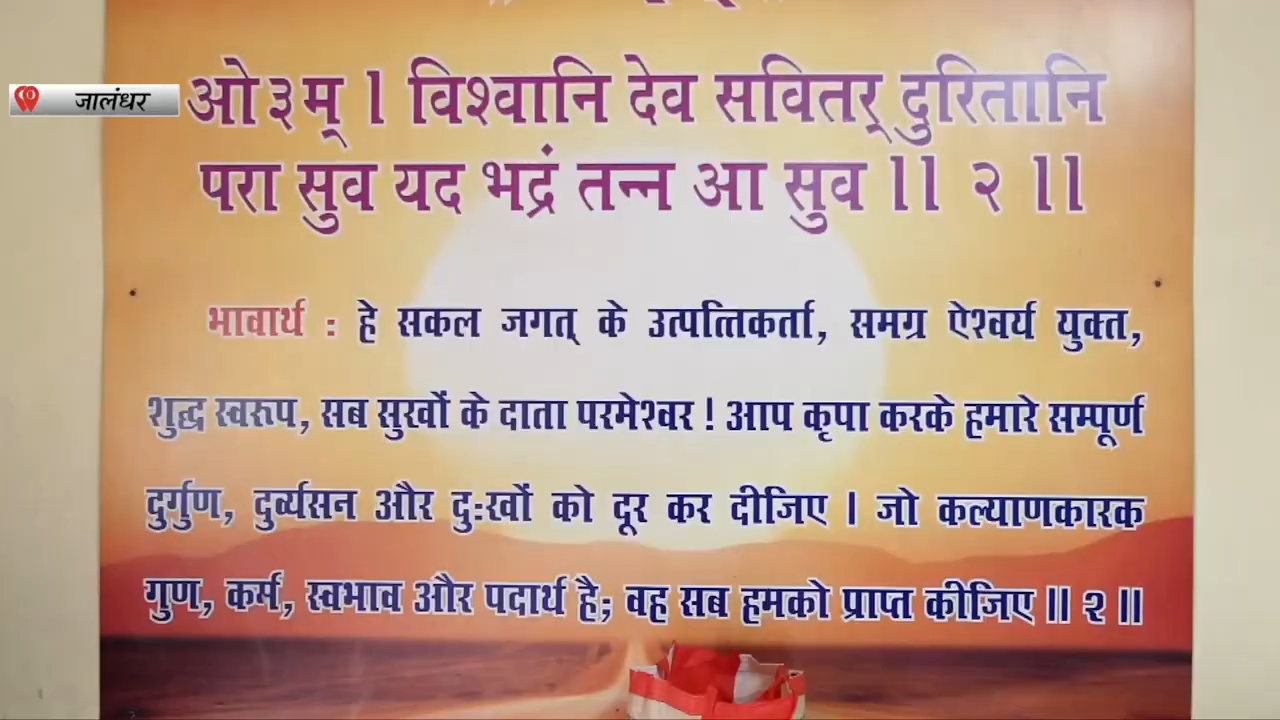 जालंधर
ओ३म् । विश्वानि देव सवितर् दुरितानि
परा सुव यद भद्रं तन्न आ सुव ।। २ ।।
भावार्थ : हे सकल जगत् के उत्पत्तिकर्ता, समग्र ऐश्वर्य युक्त,
शुद्ध स्वरूप, सब सुखों के दाता परमेश्वर ! आप कृपा करके हमारे सम्पूर्ण
दुर्गुण, दुर्व्यसन और दुःखों को दूर कर दीजिए । जो कल्याणकारक
गुण, कर्म, स्वभाव और पदार्थ है; वह सब हमको प्राप्त कीजिए ॥ २ ॥